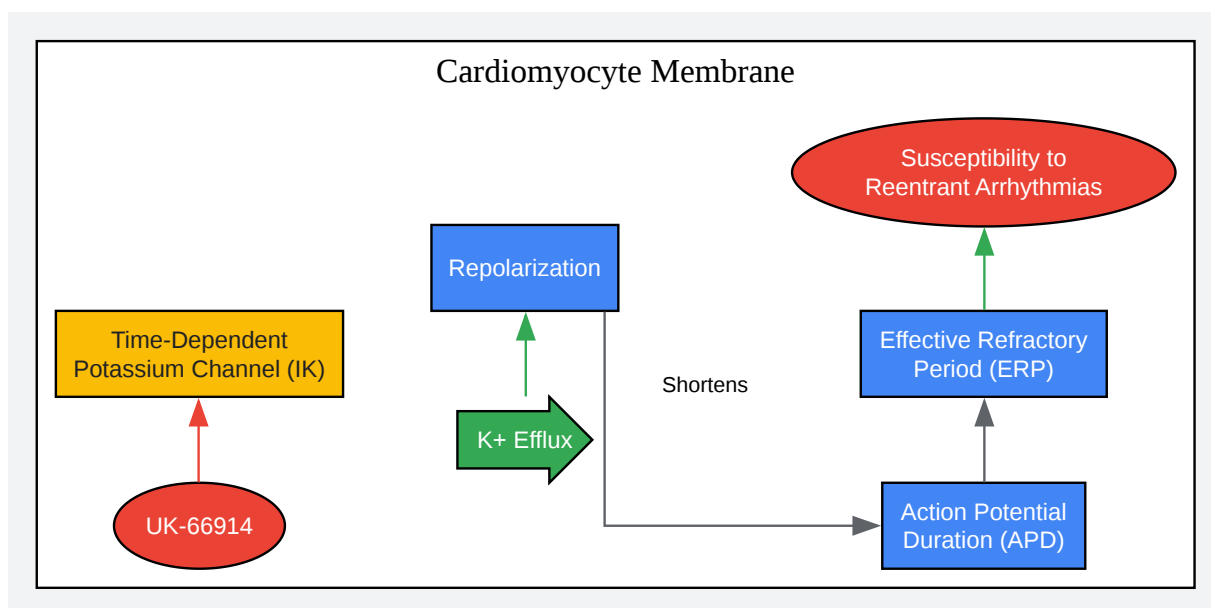 Cardiomyocyte Membrane
Susceptibility to
Reentrant Arrhythmias
Repolarization
Time-Dependent
Potassium Channel (IK)
Effective Refractory
Period (ERP)
Shortens
K+ Efflux
UK-66914
Action Potential
Duration (APD)